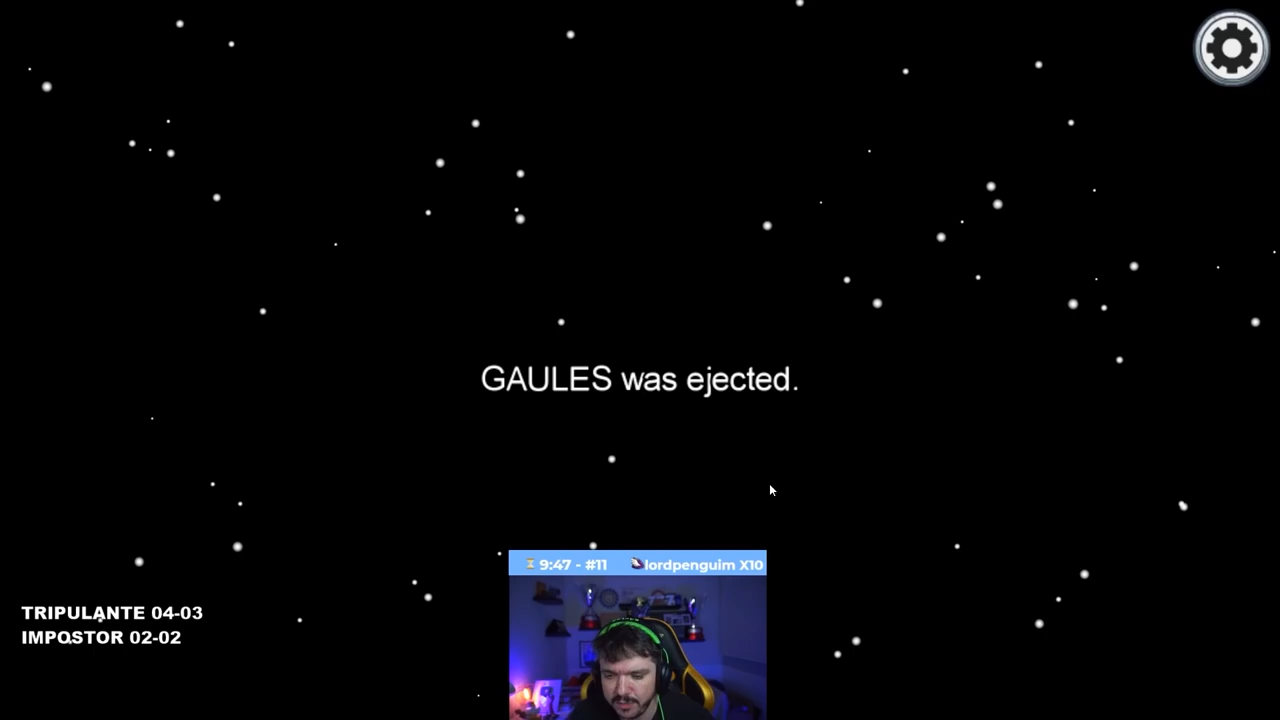 GAULES was ejected.
9:47 - #11 lordpenguim X10
TRIPULANTE 04-03
IMPOSTOR 02-02